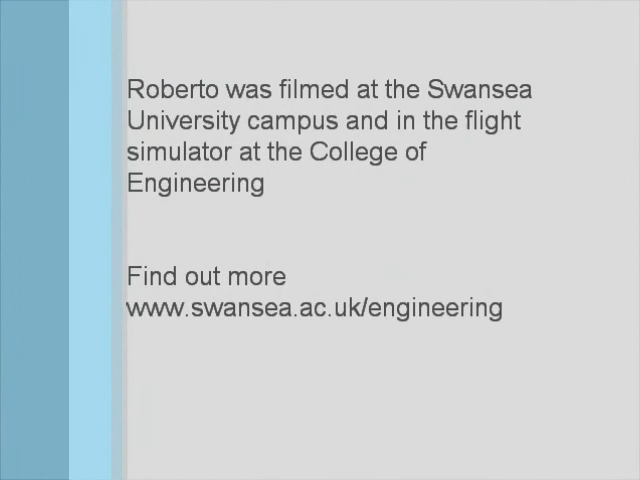 Roberto was filmed at the Swansea
University campus and in the flight
simulator at the College of
Engineering
Find out more
www.swansea.ac.uk/engineering